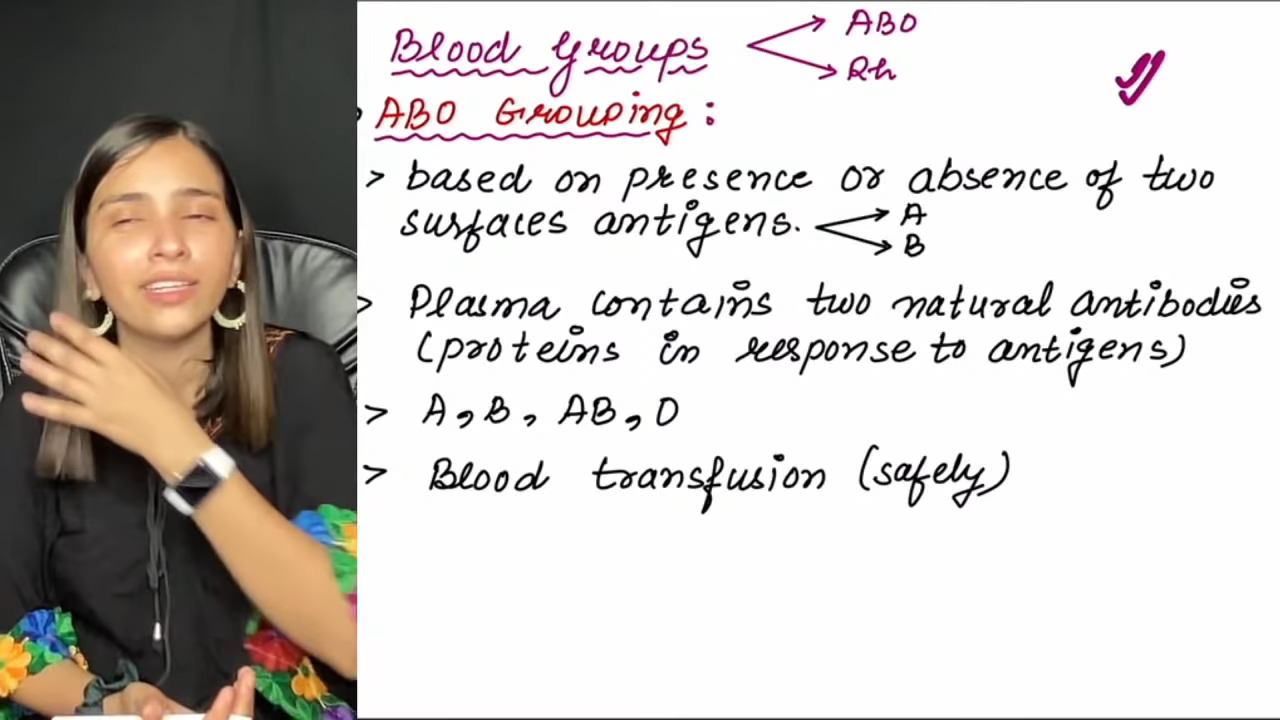 Blood Groups
ABO
Rh
ABO Grouping :
> based on presence or absence of two
surfaces antigens.
A
B
> Plasma contains two natural antibodies
(proteins in response to antigens)
> A, B, AB, O
> Blood transfusion (safely)